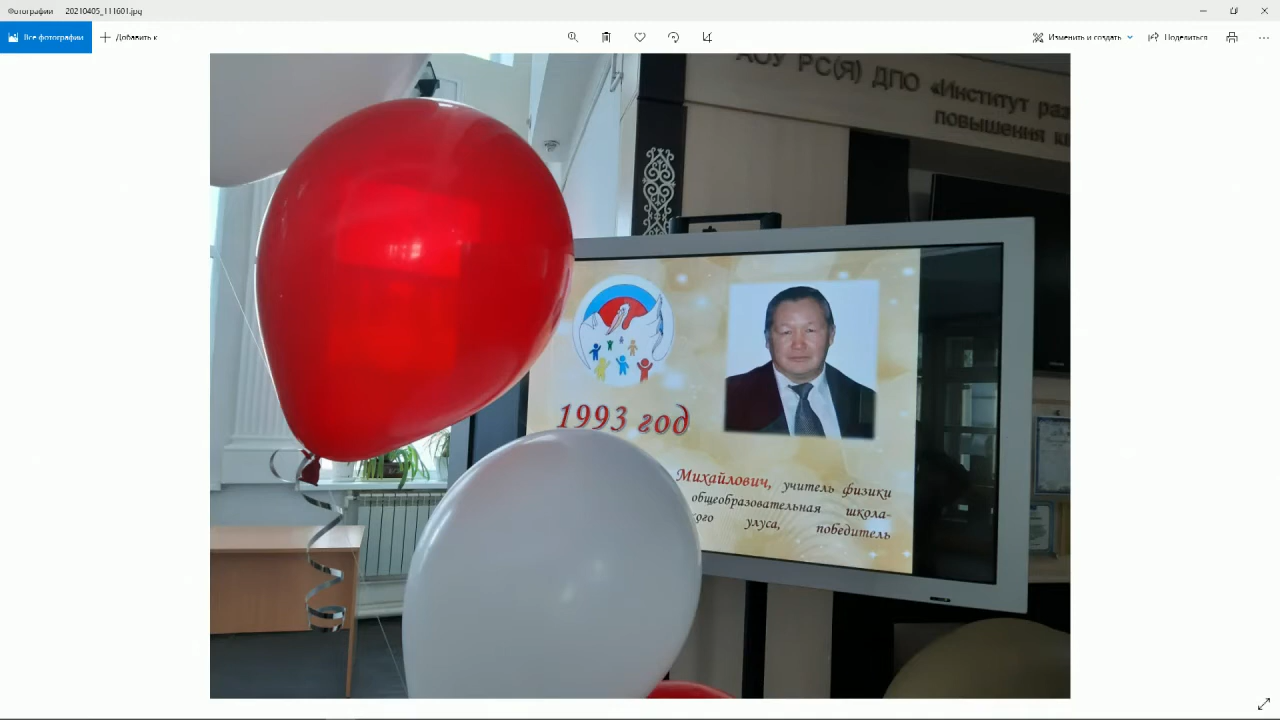 Фотографии 20210405_111601.jpg
Все фотографии
Добавить к
Изменить и создать
Поделиться
АОУ РС(Я) ДПО «Институт раз
повышения
1993 год
Михайлович, учитель физики
общеобразовательная школа-
улуса, победитель